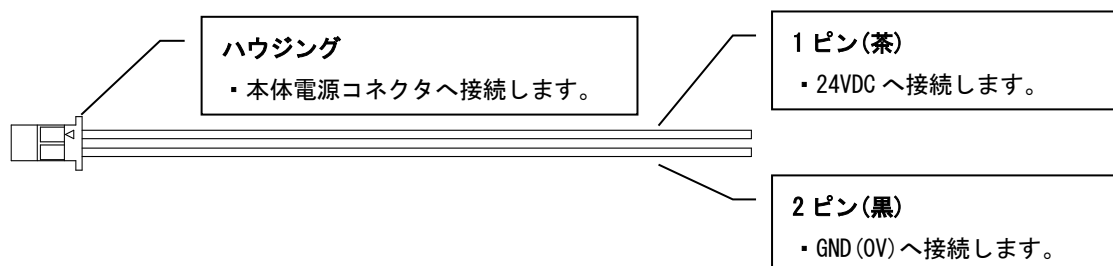 ハウジング
・本体電源コネクタへ接続します。
1ピン(茶)
・24VDCへ接続します。
2ピン(黒)
・GND(0V)へ接続します。